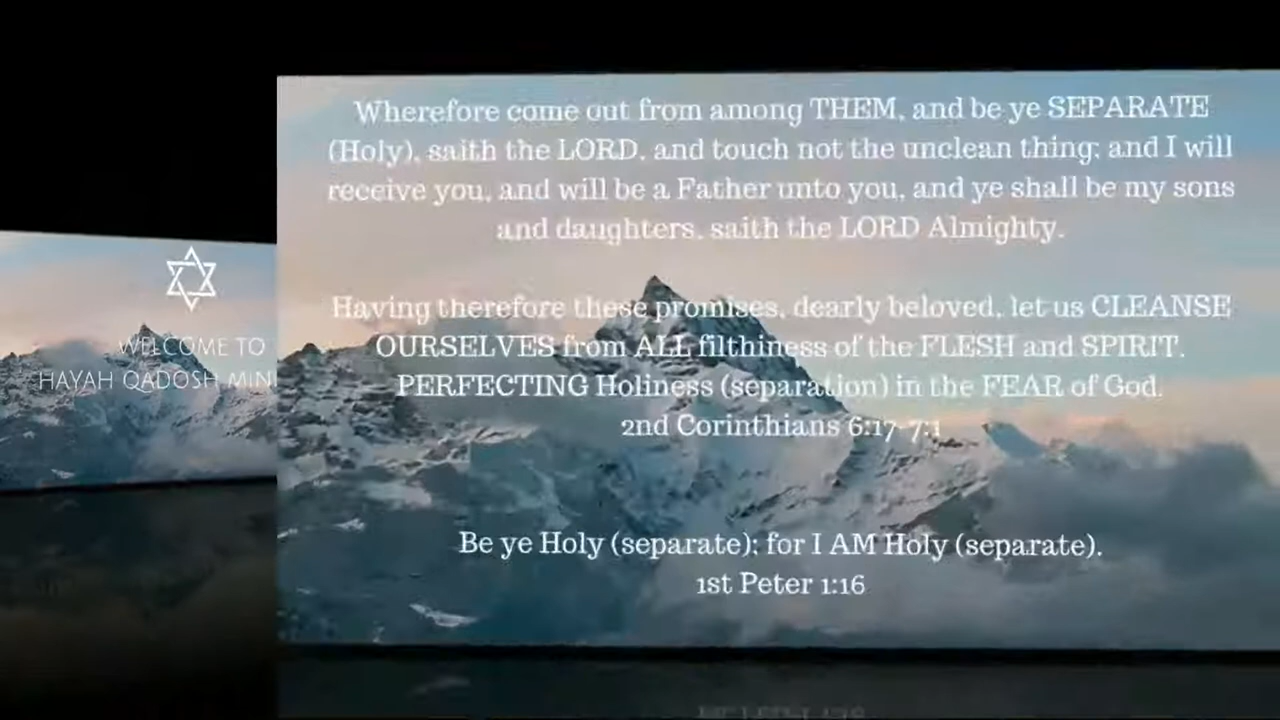 WELCOME TO
HAYAH QADOSH MIN
Wherefore come out from among THEM, and be ye SEPARATE
(Holy), saith the LORD, and touch not the unclean thing; and I will
receive you, and will be a Father unto you, and ye shall be my sons
and daughters, saith the LORD Almighty.
Having therefore these promises, dearly beloved, let us CLEANSE
OURSELVES from ALL filthiness of the FLESH and SPIRIT,
PERFECTING Holiness (separation) in the FEAR of God.
2nd Corinthians 6:17-7:1
Be ye Holy (separate); for I AM Holy (separate).
1st Peter 1:16